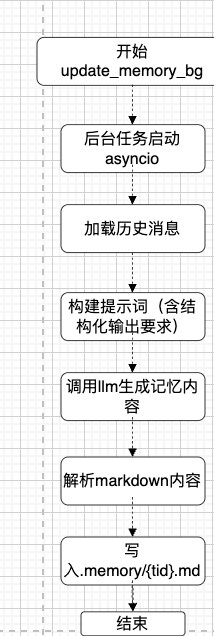 开始
update_memory_bg
后台任务启动
asyncio
加载历史消息
构建提示词（含结
构化输出要求）
调用llm生成记忆内
容
解析markdown内容
写
入.memory/{tid}.md
结束